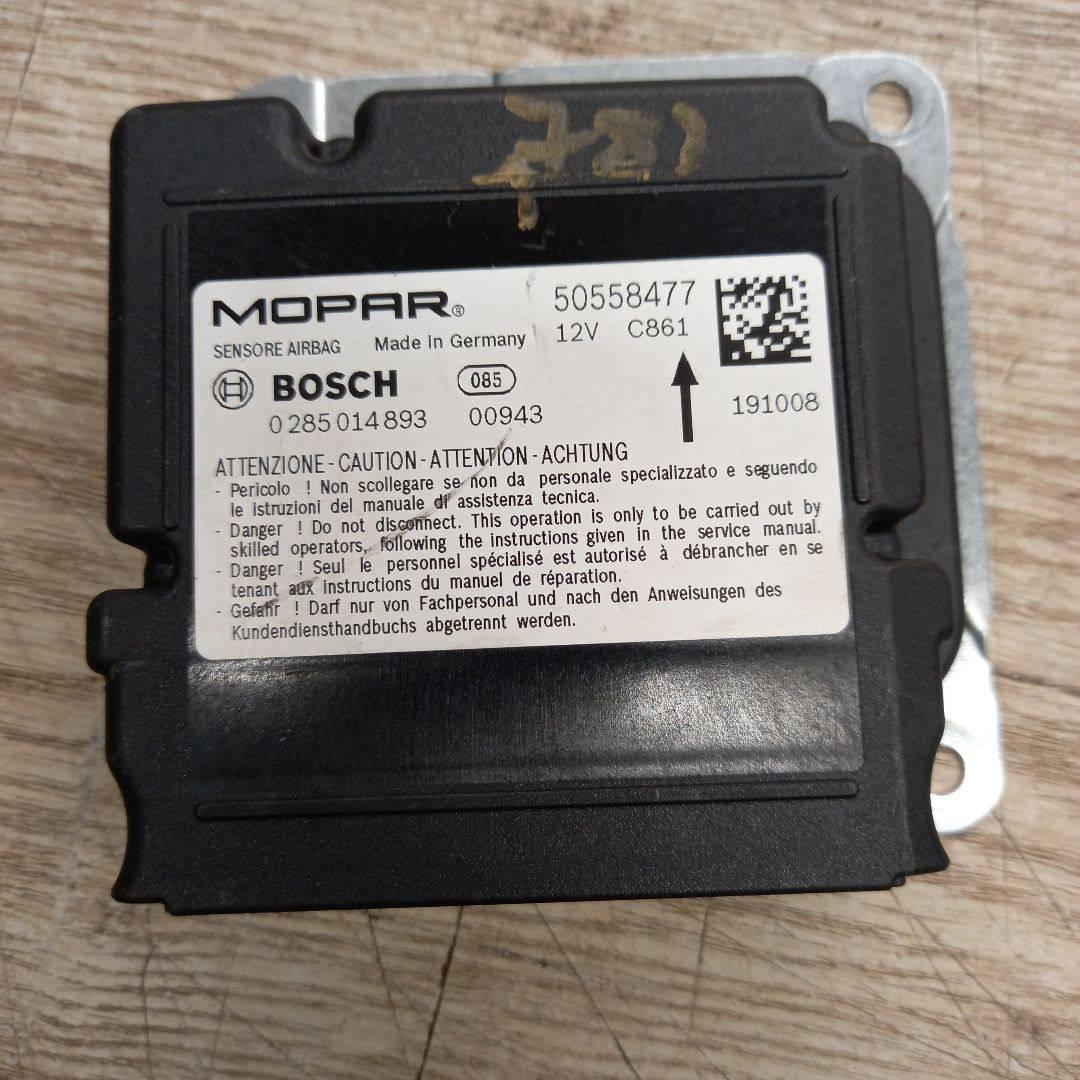 MOPAR®
50558477
SENSORE AIRBAG Made in Germany 12V C861
BOSCH 085
0 285 014 893 00943 191008
ATTENZIONE - CAUTION - ATTENTION - ACHTUNG
- Pericolo ! Non scollegare se non da personale specializzato e seguendo
le istruzioni del manuale di assistenza tecnica.
- Danger ! Do not disconnect. This operation is only to be carried out by
skilled operators, following the instructions given in the service manual.
- Danger ! Seul le personnel spécialisé est autorisé à débrancher en se
tenant aux instructions du manuel de réparation.
- Gefahr ! Darf nur von Fachpersonal und nach den Anweisungen des
Kundendiensthandbuchs abgetrennt werden.